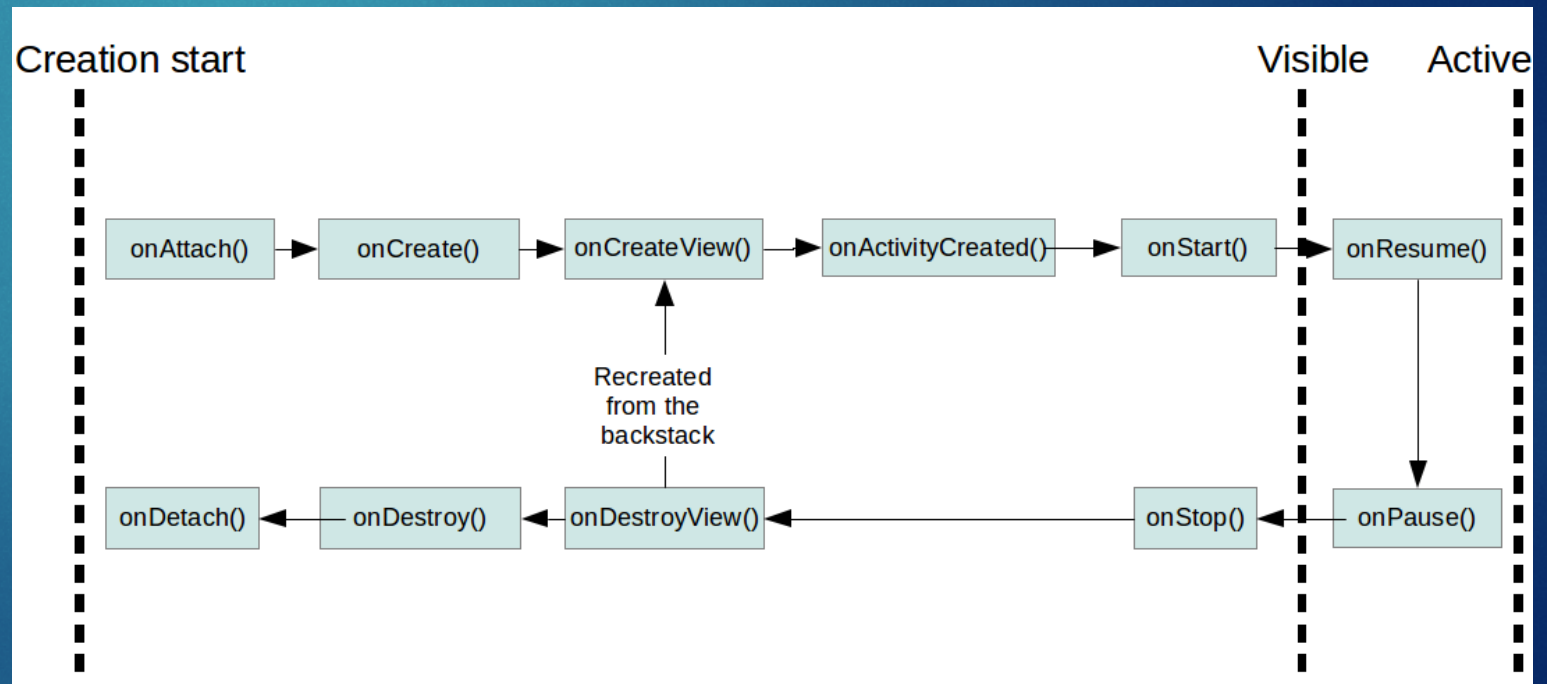 Creation start
Visible
Active
onAttach()
onCreate()
onCreateView()
onActivityCreated()
onStart()
onResume()
Recreated
from the
backstack
onDetach()
onDestroy()
onDestroyView()
onStop()
onPause()